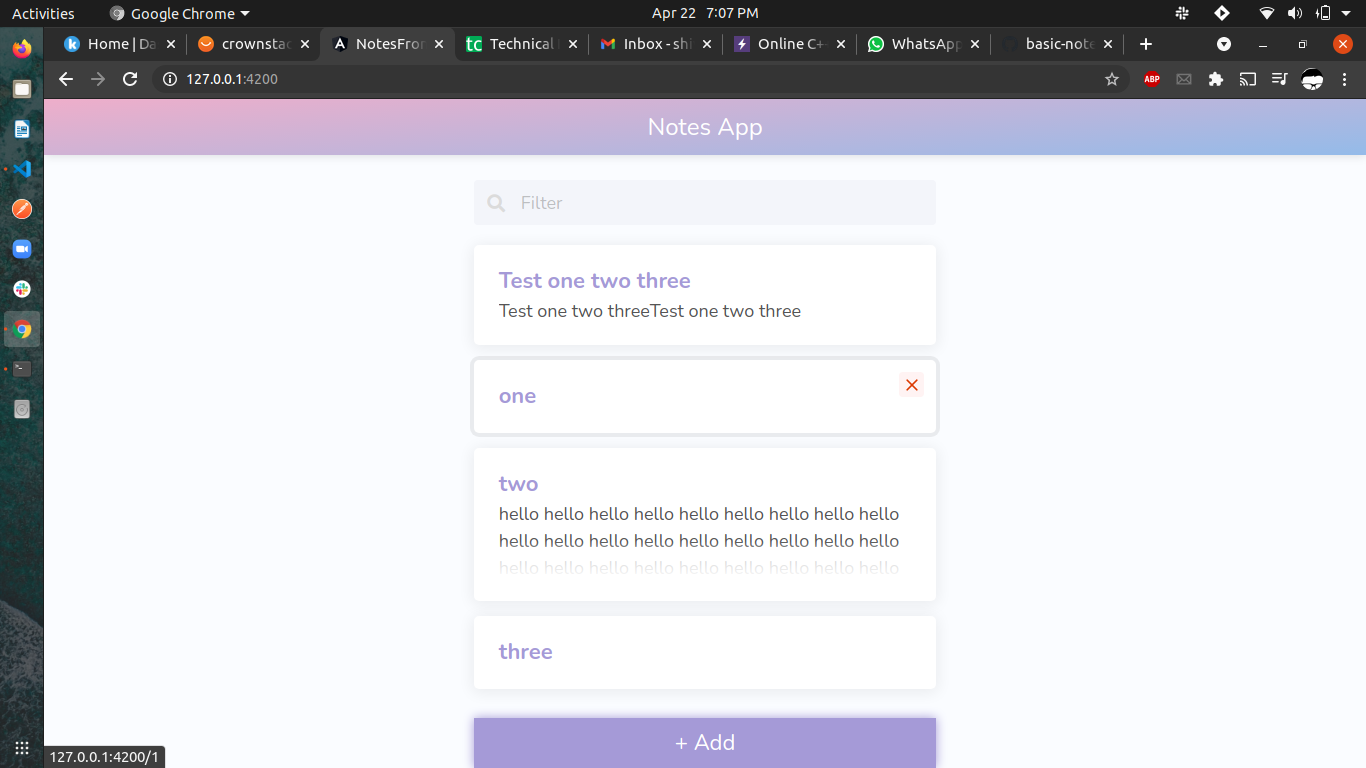 Activities
Google Chrome
Apr 22 7:07 PM
Home | Da
crownstac
NotesFron
Technical
Inbox - shi
Online C+
WhatsApp
basic-note
127.0.0.1:4200
ABP
Notes App
Filter
Test one two three
Test one two threeTest one two three
one
two
hello hello hello hello hello hello hello hello hello
hello hello hello hello hello hello hello hello hello
hello hello hello hello hello hello hello hello hello
three
+ Add
127.0.0.1:4200/1